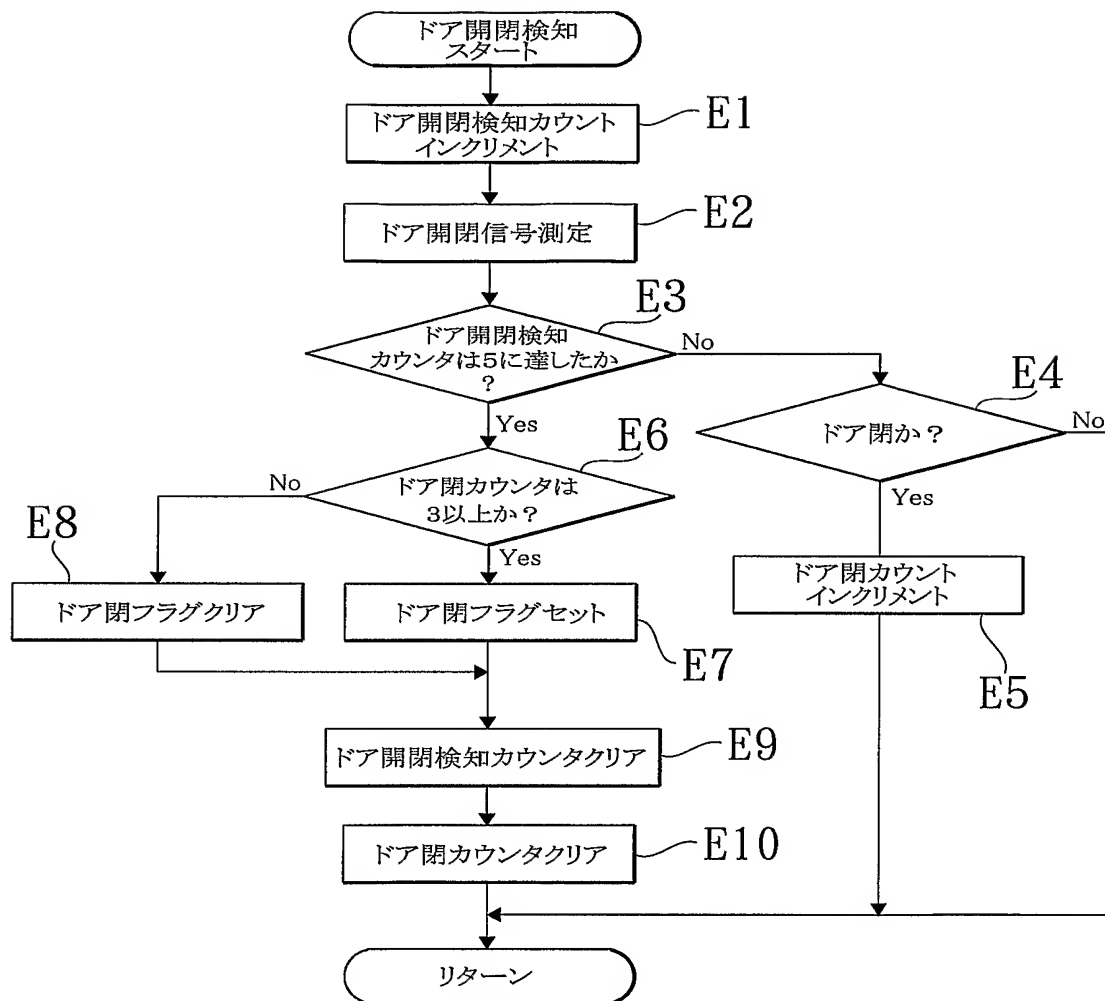 ドア開閉検知
スタート
ドア開閉検知カウント
インクリメント
E1
ドア開閉信号測定
E2
E3
ドア開閉検知
カウンタは5に達したか
?
No
Yes
E4
ドア閉か?
No
Yes
E6
ドア閉カウンタは
3以上か?
No
Yes
E8
ドア閉フラグクリア
ドア閉フラグセット
E7
ドア閉カウント
インクリメント
E5
ドア開閉検知カウンタクリア
E9
ドア閉カウンタクリア
E10
リターン